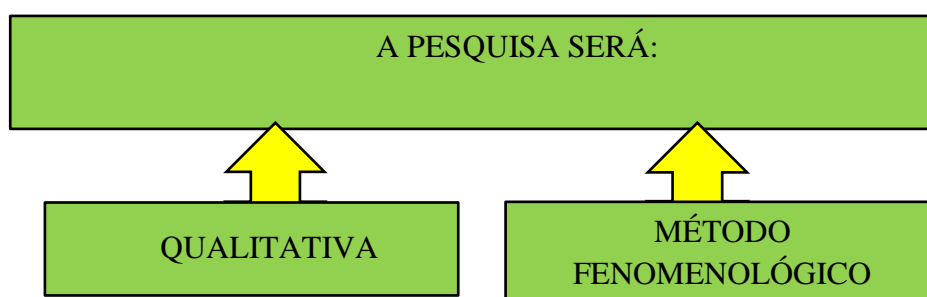 A PESQUISA SERÁ:
QUALITATIVA
MÉTODO
FENOMENOLÓGICO